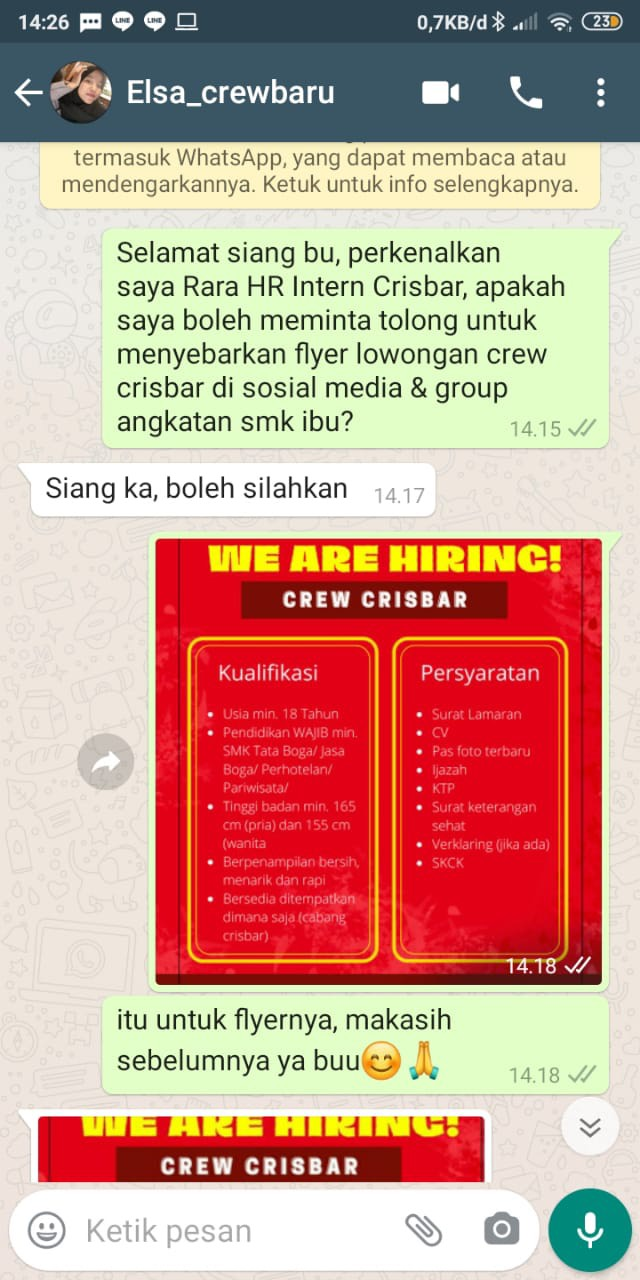 14:26
LINE
LINE
0,7KB/d
23
Elsa_crewbaru
termasuk WhatsApp, yang dapat membaca atau
mendengarkannya. Ketuk untuk info selengkapnya.
Selamat siang bu, perkenalkan
saya Rara HR Intern Crisbar, apakah
saya boleh meminta tolong untuk
menyebarkan flyer lowongan crew
crisbar di sosial media & group
angkatan smk ibu?
14.15
Siang ka, boleh silahkan
14.17
WE ARE HIRING!
CREW CRISBAR
Kualifikasi
• Usia min. 18 Tahun
• Pendidikan WAJIB min.
SMK Tata Boga/ Jasa
Boga/ Perhotelan/
Pariwisata/
• Tinggi badan min. 165
cm (pria) dan 155 cm
(wanita
• Berpenampilan bersih,
menarik dan rapi
• Bersedia ditempatkan
dimana saja (cabang
crisbar)
Persyaratan
• Surat Lamaran
• CV
• Pas foto terbaru
• Ijazah
• KTP
• Surat keterangan
sehat
• Verklaring (jika ada)
• SKCK
14.18
itu untuk flyernya, makasih
sebelumnya ya buu😊🙏
14.18
WE ARE HIRING!
CREW CRISBAR
Ketik pesan